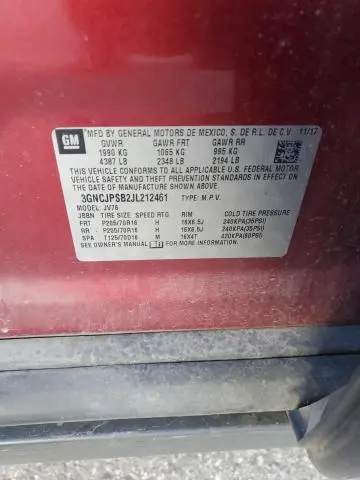 GM
MFD BY GENERAL MOTORS DE MEXICO, S. DE R.L. DE C.V. 11/17
GVWR GAWR FRT GAWR RR
1990 KG 1065 KG 995 KG
4387 LB 2348 LB 2194 LB
THIS VEHICLE CONFORMS TO ALL APPLICABLE U.S. FEDERAL MOTOR
VEHICLE SAFETY AND THEFT PREVENTION STANDARDS IN EFFECT ON
THE DATE OF MANUFACTURE SHOWN ABOVE.
3GNCJPSB2JL212461 TYPE: M.P.V.
MODEL: JV76
JBBN TIRE SIZE SPEED RTG RIM COLD TIRE PRESSURE
FRT P205/70R16 H 16X6.5J 240KPA(35PSI)
RR P205/70R16 H 16X6.5J 240KPA(35PSI)
SPA T125/70D16 M 16X4T 420KPA(60PSI)
SEE OWNER'S MANUAL FOR ADDITIONAL INFORMATION